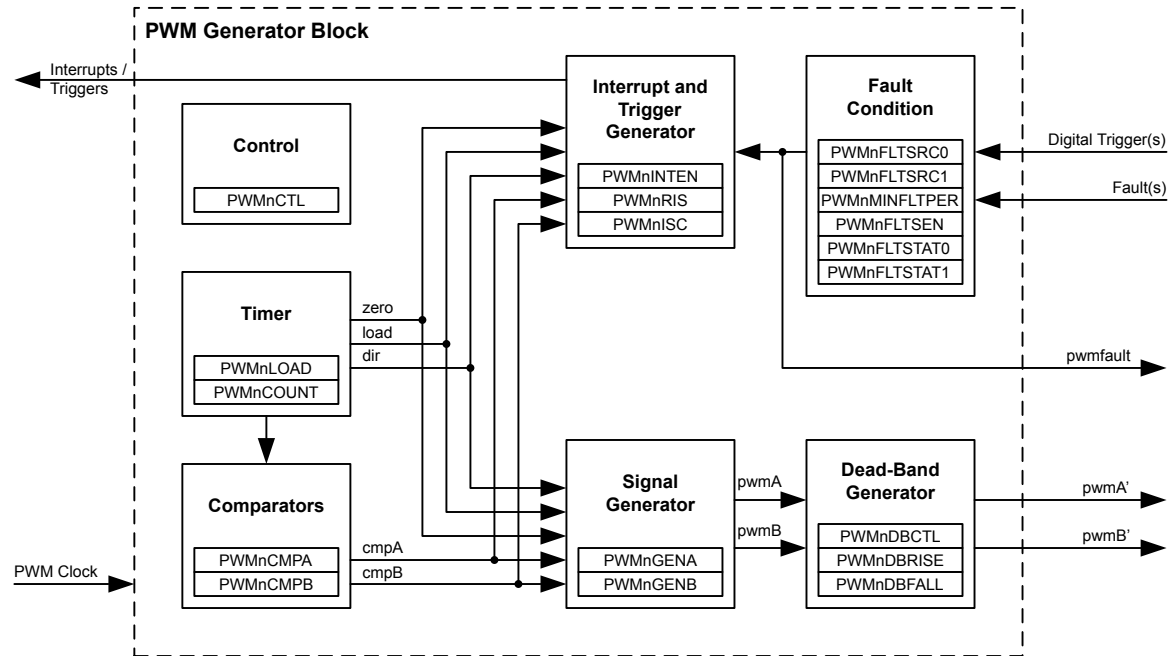 PWM Generator Block
Interrupts /
Triggers
Control
PWMnCTL
Interrupt and
Trigger
Generator
PWMnINTEN
PWMnRIS
PWMnISC
Fault
Condition
PWMnFLTSRC0
PWMnFLTSRC1
PWMnMINFLTPER
PWMnFLTSEN
PWMnFLTSTAT0
PWMnFLTSTAT1
Digital Trigger(s)
Fault(s)
Timer
PWMnLOAD
PWMnCOUNT
zero
load
dir
pwmfault
Comparators
PWMnCMPA
PWMnCMPB
cmpA
cmpB
Signal
Generator
PWMnGENA
PWMnGENB
pwmA
pwmB
Dead-Band
Generator
PWMnDBCTL
PWMnDBRISE
PWMnDBFALL
pwmA’
pwmB’
PWM Clock